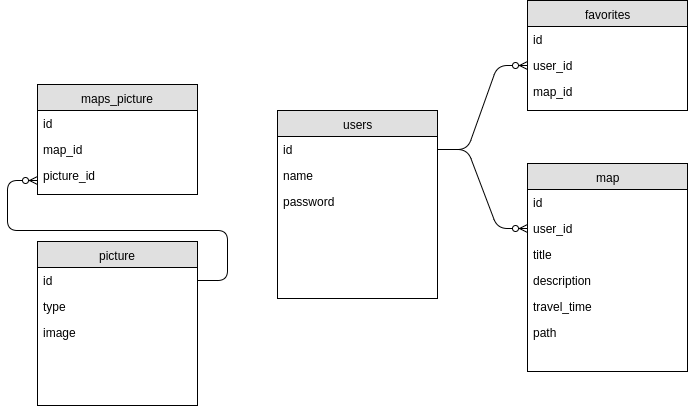 maps_picture
id
map_id
picture_id
picture
id
type
image
users
id
name
password
favorites
id
user_id
map_id
map
id
user_id
title
description
travel_time
path